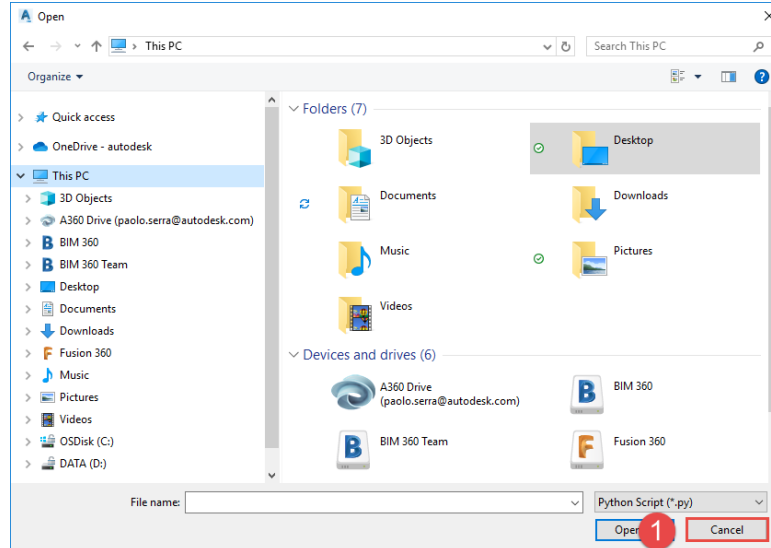 Open
This PC
Search This PC
Organize
Quick access
OneDrive - autodesk
This PC
3D Objects
A360 Drive (paolo.serra@autodesk.com)
BIM 360
BIM 360 Team
Desktop
Documents
Downloads
Fusion 360
Music
Pictures
Videos
OSDisk (C:)
DATA (D:)
Folders (7)
3D Objects
Desktop
Documents
Downloads
Music
Pictures
Videos
Devices and drives (6)
A360 Drive
(paolo.serra@autodesk.com)
BIM 360
BIM 360 Team
Fusion 360
File name:
Python Script (*.py)
Open
1
Cancel